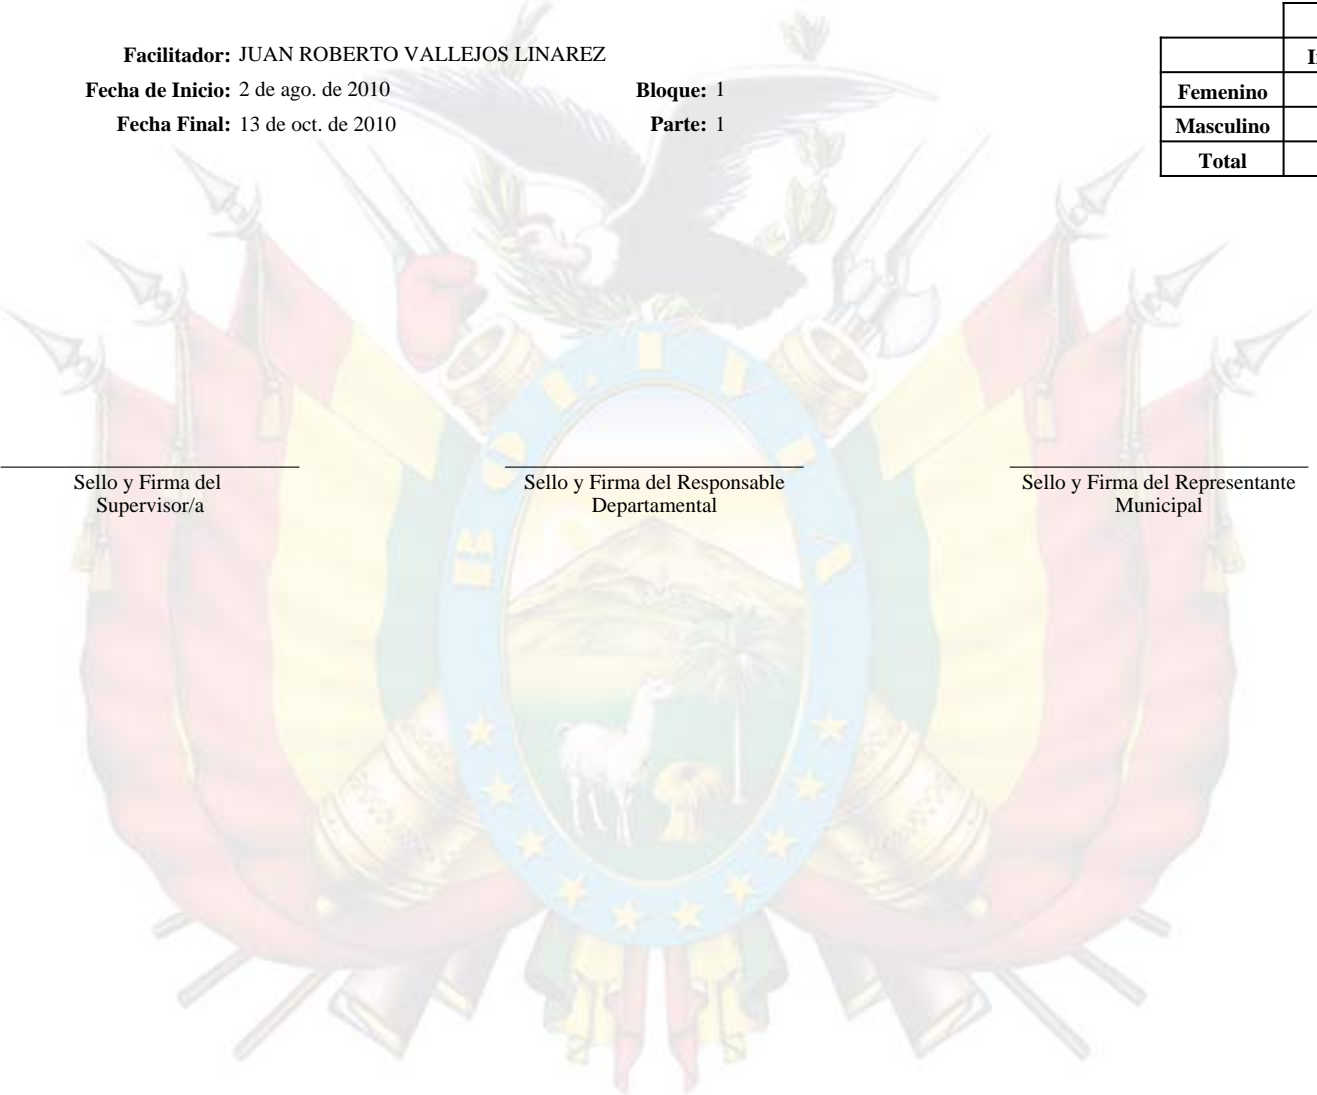 Facilitador: JUAN ROBERTO VALLEJOS LINAREZ
Fecha de Inicio: 2 de ago. de 2010 Bloque: 1
Fecha Final: 13 de oct. de 2010 Parte: 1
Femenino
Masculino
Total
BOLIVIA
Sello y Firma del
Supervisor/a
Sello y Firma del Responsable
Departamental
Sello y Firma del Representante
Municipal